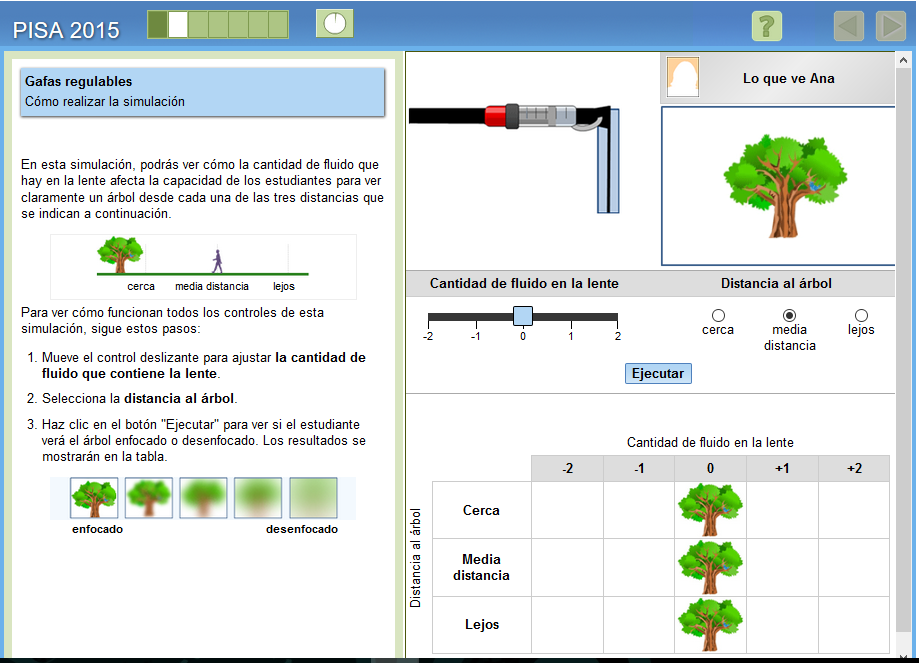 PISA 2015
?
Gafas regulables
Cómo realizar la simulación
En esta simulación, podrás ver cómo la cantidad de fluido que
hay en la lente afecta la capacidad de los estudiantes para ver
claramente un árbol desde cada una de las tres distancias que
se indican a continuación.
cerca media distancia lejos
Para ver cómo funcionan todos los controles de esta
simulación, sigue estos pasos:
1. Mueve el control deslizante para ajustar la cantidad de
fluido que contiene la lente.
2. Selecciona la distancia al árbol.
3. Haz clic en el botón "Ejecutar" para ver si el estudiante
verá el árbol enfocado o desenfocado. Los resultados se
mostrarán en la tabla.
enfocado desenfocado
Lo que ve Ana
Cantidad de fluido en la lente
-2 -1 0 1 2
Distancia al árbol
cerca media distancia lejos
Ejecutar
Cantidad de fluido en la lente
-2 -1 0 +1 +2
Distancia al árbol
Cerca
Media
distancia
Lejos